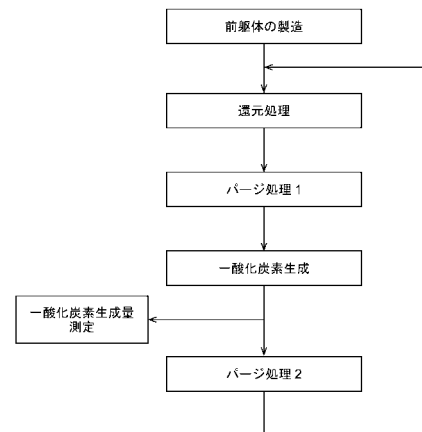 前躯体の製造
還元処理
パージ処理1
一酸化炭素生成
一酸化炭素生成量
測定
パージ処理2